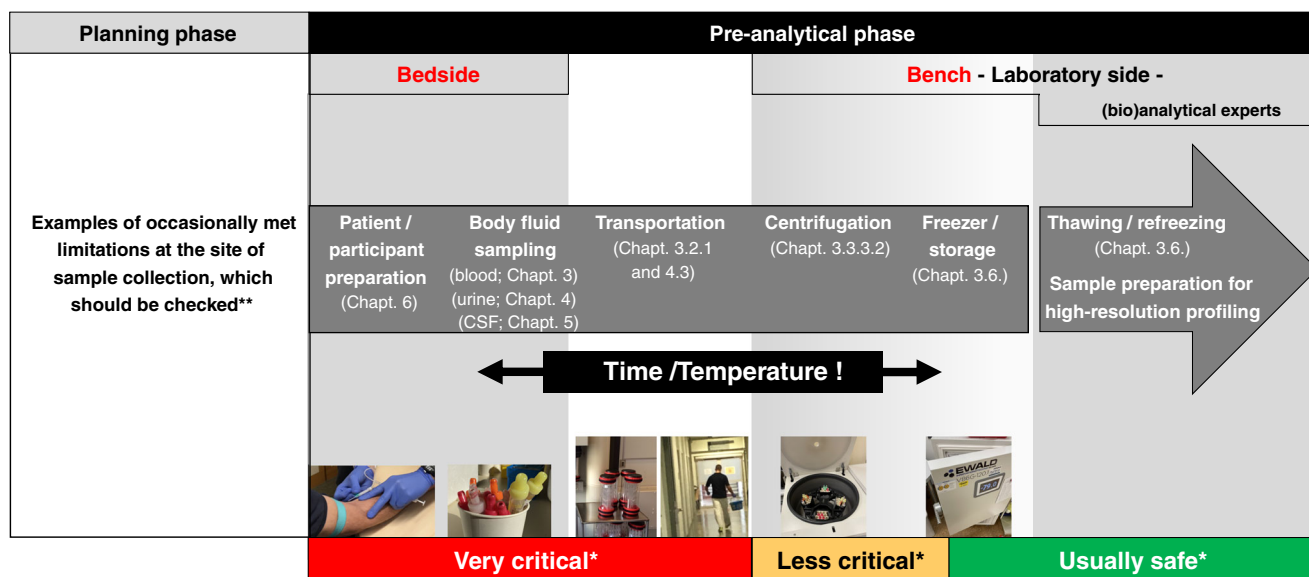 Planning phase
Pre-analytical phase
Bedside
Bench - Laboratory side -
(bio)analytical experts
Examples of occasionally met
limitations at the site of
sample collection, which
should be checked**
Patient /
participant
preparation
(Chapt. 6)
Body fluid
sampling
(blood; Chapt. 3)
(urine; Chapt. 4)
(CSF; Chapt. 5)
Transportation
(Chapt. 3.2.1
and 4.3)
Centrifugation
(Chapt. 3.3.3.2)
Freezer /
storage
(Chapt. 3.6.)
Thawing / refreezing
(Chapt. 3.6.)
Sample preparation for
high-resolution profiling
Time /Temperature !
EWALD
Very critical*
Less critical*
Usually safe*